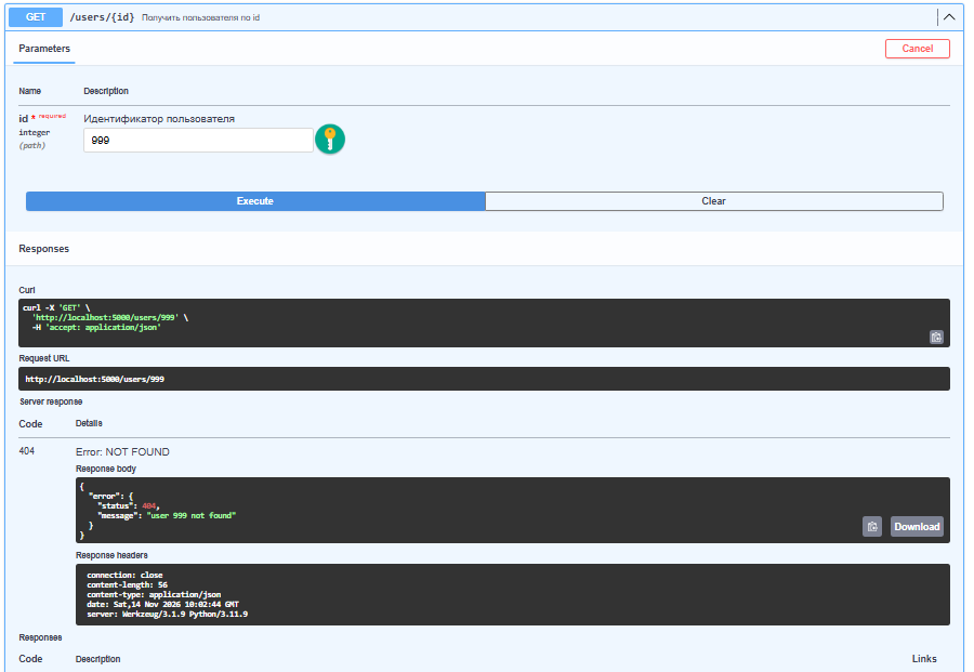 GET /users/{id} Получить пользователя по id
Parameters Cancel
Name Description
id * required Идентификатор пользователя
integer
(path)
999
Execute Clear
Responses
Curl
curl -X 'GET' \
'http://localhost:5000/users/999' \
-H 'accept: application/json'
Request URL
http://localhost:5000/users/999
Server response
Code Details
404 Error: NOT FOUND
Response body
{
"error": {
"status": 404,
"message": "user 999 not found"
}
}
Download
Response headers
connection: close
content-length: 56
content-type: application/json
date: Sat,14 Nov 2026 10:02:44 GMT
server: Werkzeug/3.1.9 Python/3.11.9
Responses
Code Description Links